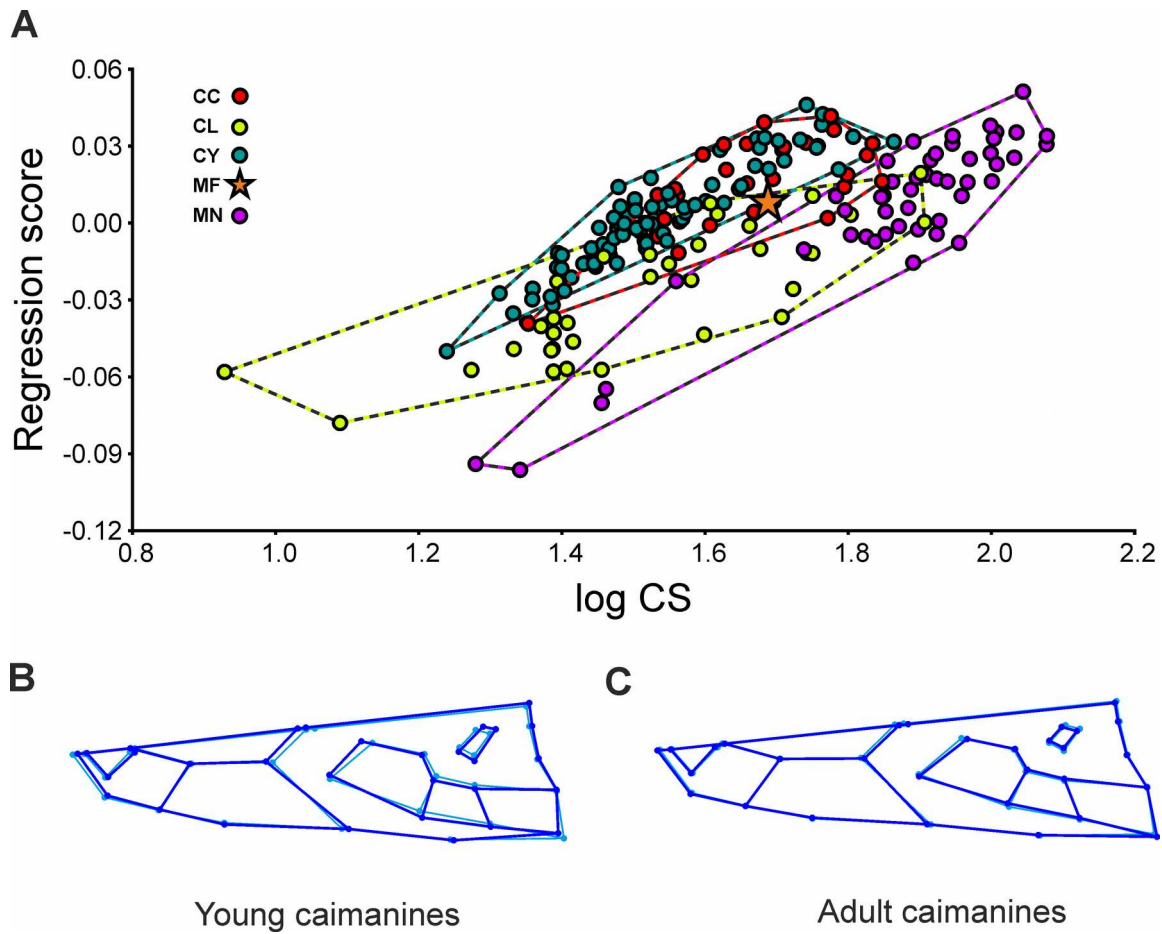 A
0.06
0.03
0.00
-0.03
-0.06
-0.09
-0.12
Regression score
CC
CL
CY
MF
MN
0.8 1.0 1.2 1.4 1.6 1.8 2.0 2.2
log CS
B
C
Young caimanines
Adult caimanines